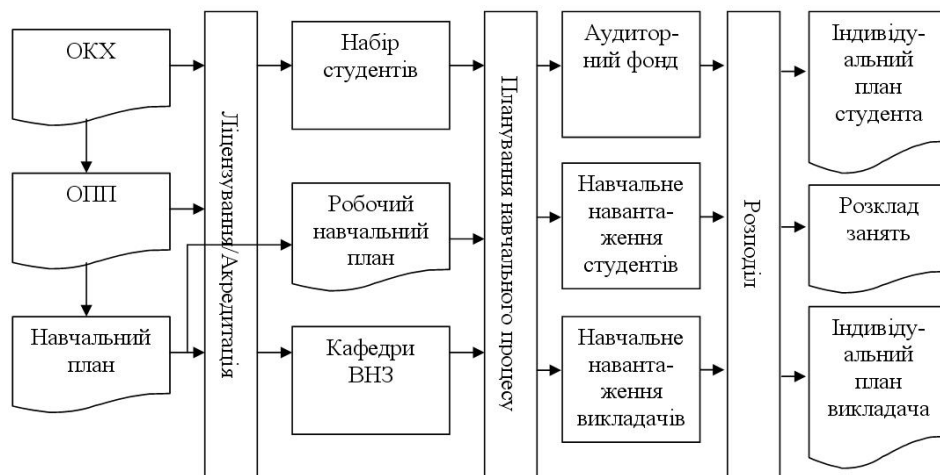 ОКХ
ОПП
Навчальний
план
Ліцензування/Акредитація
Набір
студентів
Робочий
навчальний
план
Кафедри
ВНЗ
Планування навчального процесу
Аудитор-
ний фонд
Навчальне
наванта-
ження
студентів
Навчальне
наванта-
ження
викладачів
Розподіл
Індивіду-
альний
план
студента
Розклад
занять
Індивіду-
альний
план
викладача